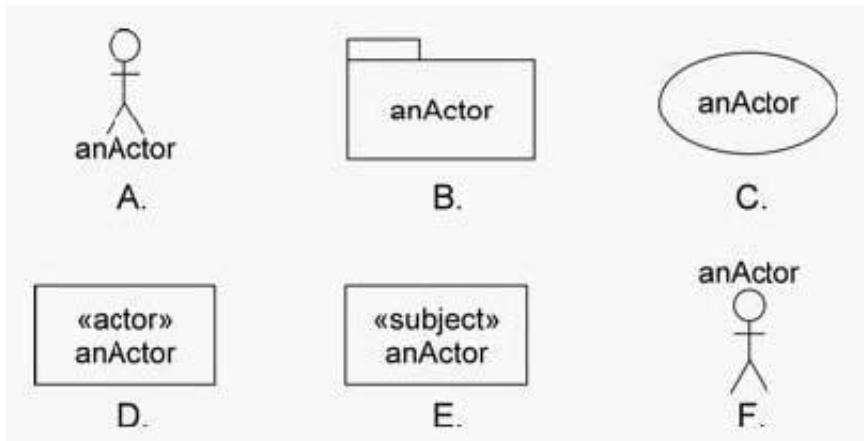 anActor
A.
anActor
B.
anActor
C.
«actor»
anActor
D.
«subject»
anActor
E.
anActor
F.